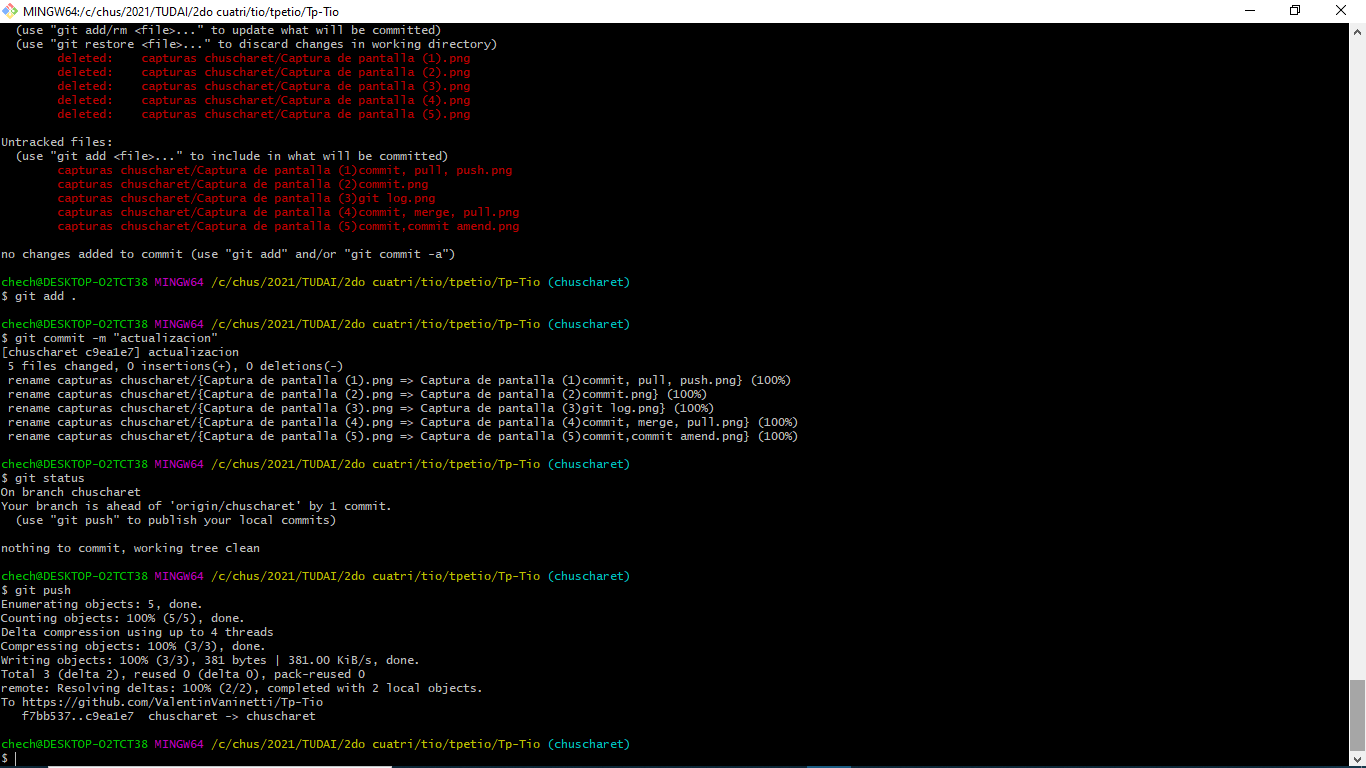 MINGW64:/c/chus/2021/TUDAI/2do cuatri/tio/tpetio/Tp-Tio
  (use "git add/rm <file>..." to update what will be committed)
  (use "git restore <file>..." to discard changes in working directory)
        deleted:    capturas chuscharet/Captura de pantalla (1).png
        deleted:    capturas chuscharet/Captura de pantalla (2).png
        deleted:    capturas chuscharet/Captura de pantalla (3).png
        deleted:    capturas chuscharet/Captura de pantalla (4).png
        deleted:    capturas chuscharet/Captura de pantalla (5).png
Untracked files:
  (use "git add <file>..." to include in what will be committed)
        capturas chuscharet/Captura de pantalla (1)commit, pull, push.png
        capturas chuscharet/Captura de pantalla (2)commit.png
        capturas chuscharet/Captura de pantalla (3)git log.png
        capturas chuscharet/Captura de pantalla (4)commit, merge, pull.png
        capturas chuscharet/Captura de pantalla (5)commit,commit amend.png
no changes added to commit (use "git add" and/or "git commit -a")
chech@DESKTOP-O2TCT38 MINGW64 /c/chus/2021/TUDAI/2do cuatri/tio/tpetio/Tp-Tio (chuscharet)
$ git add .
chech@DESKTOP-O2TCT38 MINGW64 /c/chus/2021/TUDAI/2do cuatri/tio/tpetio/Tp-Tio (chuscharet)
$ git commit -m "actualizacion"
[chuscharet c9ea1e7] actualizacion
 5 files changed, 0 insertions(+), 0 deletions(-)
 rename capturas chuscharet/{Captura de pantalla (1).png => Captura de pantalla (1)commit, pull, push.png} (100%)
 rename capturas chuscharet/{Captura de pantalla (2).png => Captura de pantalla (2)commit.png} (100%)
 rename capturas chuscharet/{Captura de pantalla (3).png => Captura de pantalla (3)git log.png} (100%)
 rename capturas chuscharet/{Captura de pantalla (4).png => Captura de pantalla (4)commit, merge, pull.png} (100%)
 rename capturas chuscharet/{Captura de pantalla (5).png => Captura de pantalla (5)commit,commit amend.png} (100%)
chech@DESKTOP-O2TCT38 MINGW64 /c/chus/2021/TUDAI/2do cuatri/tio/tpetio/Tp-Tio (chuscharet)
$ git status
On branch chuscharet
Your branch is ahead of 'origin/chuscharet' by 1 commit.
  (use "git push" to publish your local commits)
nothing to commit, working tree clean
chech@DESKTOP-O2TCT38 MINGW64 /c/chus/2021/TUDAI/2do cuatri/tio/tpetio/Tp-Tio (chuscharet)
$ git push
Enumerating objects: 5, done.
Counting objects: 100% (5/5), done.
Delta compression using up to 4 threads
Compressing objects: 100% (3/3), done.
Writing objects: 100% (3/3), 381 bytes | 381.00 KiB/s, done.
Total 3 (delta 2), reused 0 (delta 0), pack-reused 0
remote: Resolving deltas: 100% (2/2), completed with 2 local objects.
To https://github.com/ValentinVaninetti/Tp-Tio
   f7bb537..c9ea1e7  chuscharet -> chuscharet
chech@DESKTOP-O2TCT38 MINGW64 /c/chus/2021/TUDAI/2do cuatri/tio/tpetio/Tp-Tio (chuscharet)
$